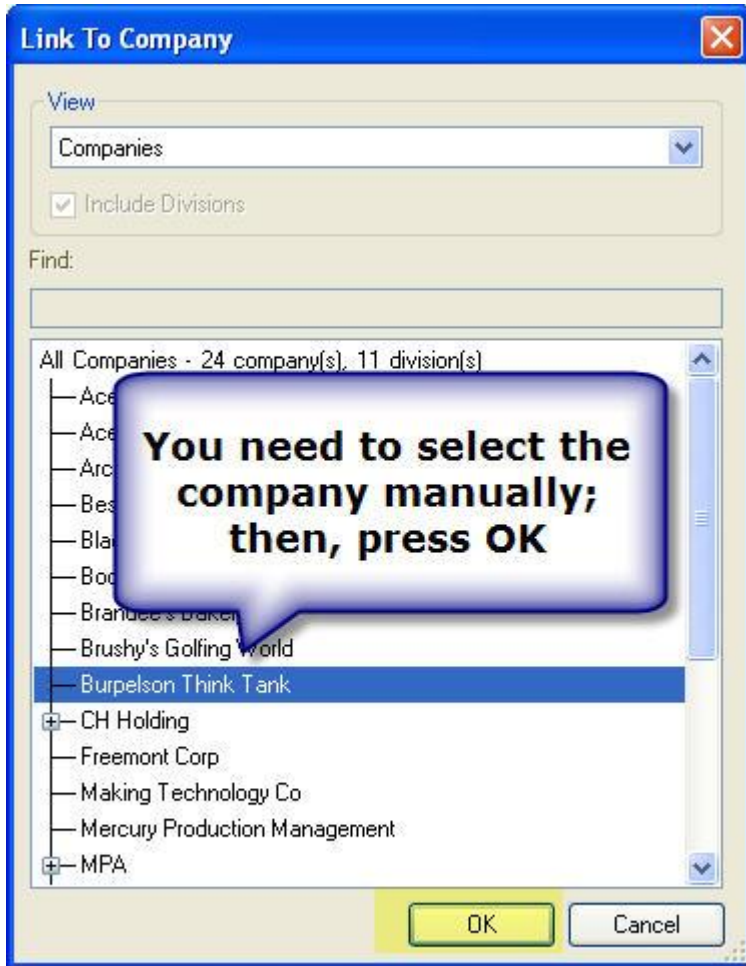 Link To Company
View
Companies
Include Divisions
Find:
All Companies - 24 company(s), 11 division(s)
You need to select the
company manually;
then, press OK
Brushy's Golfing World
Burpelson Think Tank
CH Holding
Freemont Corp
Making Technology Co
Mercury Production Management
MPA
OK
Cancel